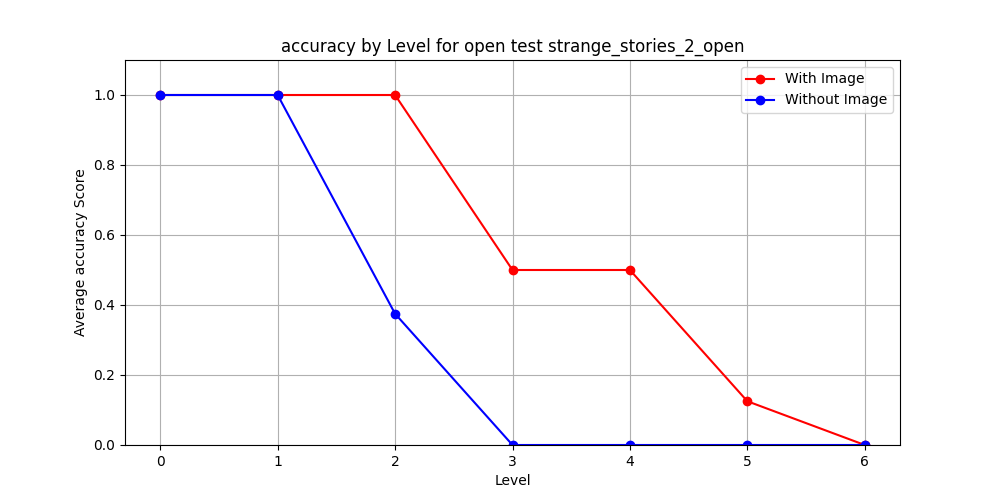 accuracy by Level for open test strange_stories_2_open
With Image
Without Image
Average accuracy Score
1.0
0.8
0.6
0.4
0.2
0.0
0 1 2 3 4 5 6
Level